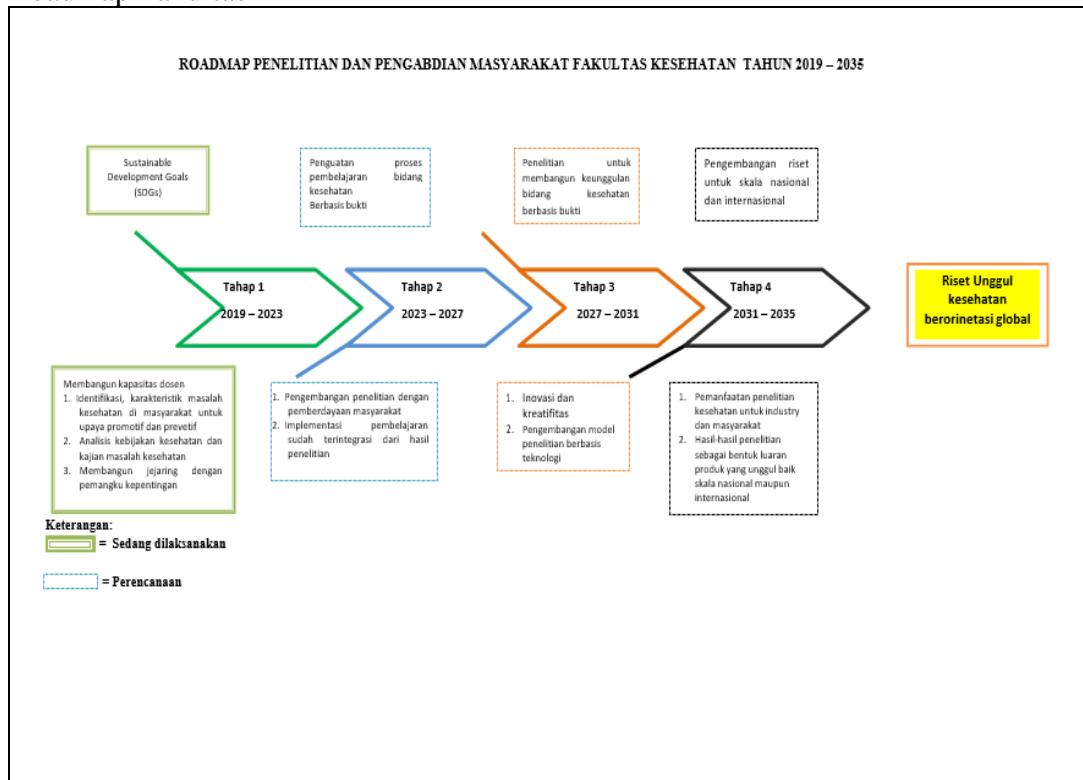 ROADMAP PENELITIAN DAN PENGABDIAN MASYARAKAT FAKULTAS KESEHATAN TAHUN 2019 – 2035
Sustainable
Development Goals
(SDGs)
Penguatan proses
pembelajaran bidang
kesehatan
Berbasis bukti
Penelitian untuk
membangun keunggulan
bidang kesehatan
berbasis bukti
Pengembangan riset
untuk skala nasional
dan internasional
Tahap 1
2019 – 2023
Tahap 2
2023 – 2027
Tahap 3
2027 – 2031
Tahap 4
2031 – 2035
Riset Unggul
kesehatan
berorinetasi global
Membangun kapasitas dosen
1. Identifikasi, karakteristik masalah
kesehatan di masyarakat untuk
upaya promotif dan prevetif
2. Analisis kebijakan kesehatan dan
kajian masalah kesehatan
3. Membangun jejaring dengan
pemangku kepentingan
1. Pengembangan penelitian dengan
pemberdayaan masyarakat
2. Implementasi pembelajaran
sudah terintegrasi dari hasil
penelitian
1. Inovasi dan
kreatifitas
2. Pengembangan model
penelitian berbasis
teknologi
1. Pemanfaatan penelitian
kesehatan untuk industry
dan masyarakat
2. Hasil-hasil penelitian
sebagai bentuk luaran
produk yang unggul baik
skala nasional maupun
internasional
Keterangan:
= Sedang dilaksanakan
= Perencanaan